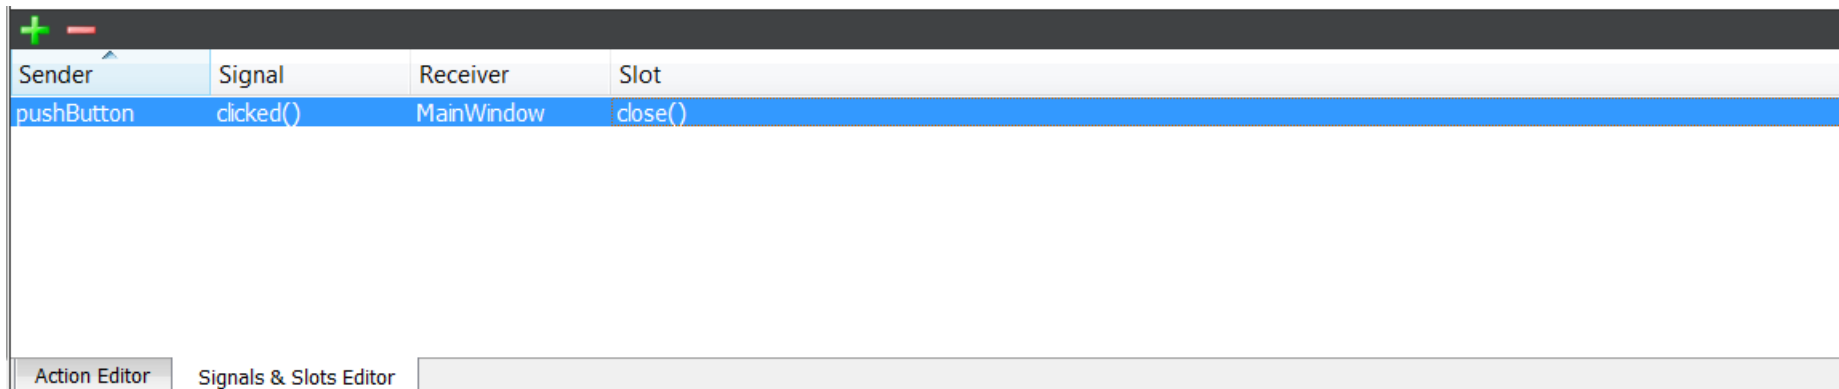 Sender Signal Receiver Slot
pushButton clicked() MainWindow close()
Action Editor Signals & Slots Editor